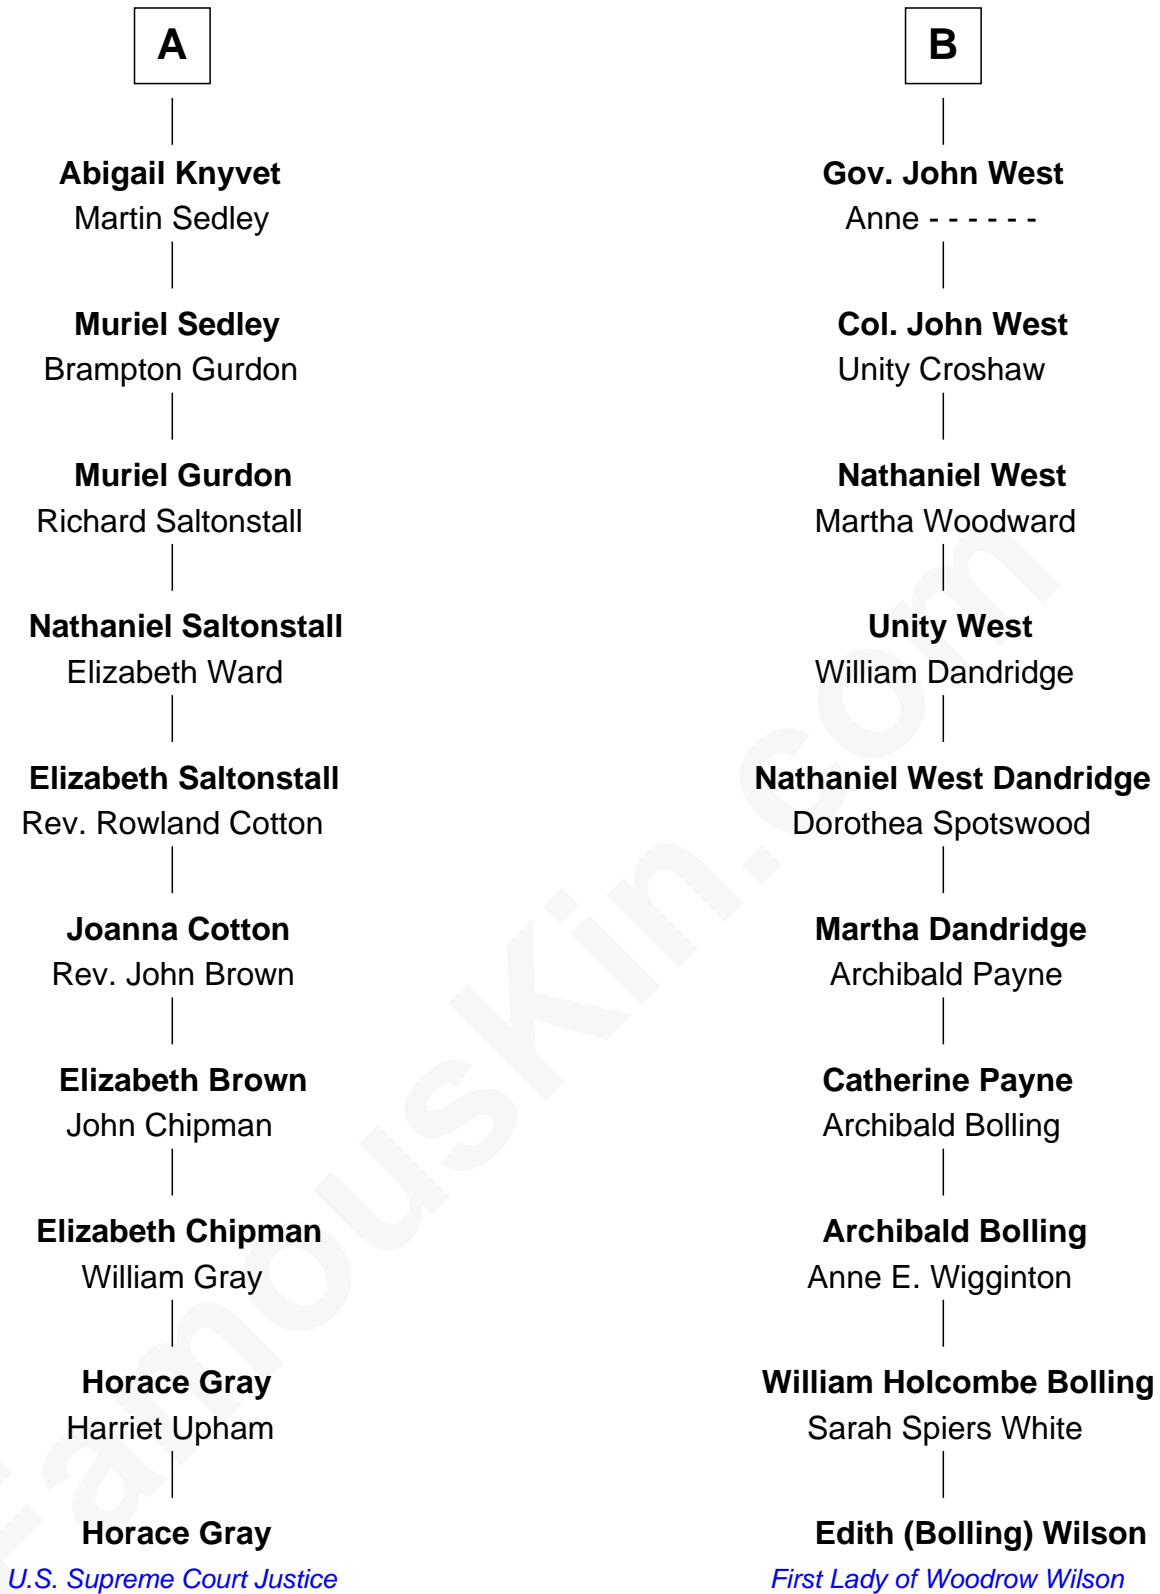 A
Abigail Knyvet
Martin Sedley
Muriel Sedley
Brampton Gurdon
Muriel Gurdon
Richard Saltonstall
Nathaniel Saltonstall
Elizabeth Ward
Elizabeth Saltonstall
Rev. Rowland Cotton
Joanna Cotton
Rev. John Brown
Elizabeth Brown
John Chipman
Elizabeth Chipman
William Gray
Horace Gray
Harriet Upham
Horace Gray
U.S. Supreme Court Justice
B
Gov. John West
Anne - - - - - -
Col. John West
Unity Croshaw
Nathaniel West
Martha Woodward
Unity West
William Dandridge
Nathaniel West Dandridge
Dorothea Spotswood
Martha Dandridge
Archibald Payne
Catherine Payne
Archibald Bolling
Archibald Bolling
Anne E. Wigginton
William Holcombe Bolling
Sarah Spiers White
Edith (Bolling) Wilson
First Lady of Woodrow Wilson
FamousKin.com